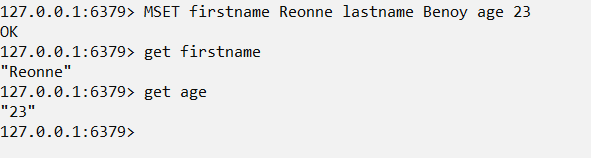 127.0.0.1:6379> MSET firstname Reonne lastname Benoy age 23
OK
127.0.0.1:6379> get firstname
"Reonne"
127.0.0.1:6379> get age
"23"
127.0.0.1:6379>